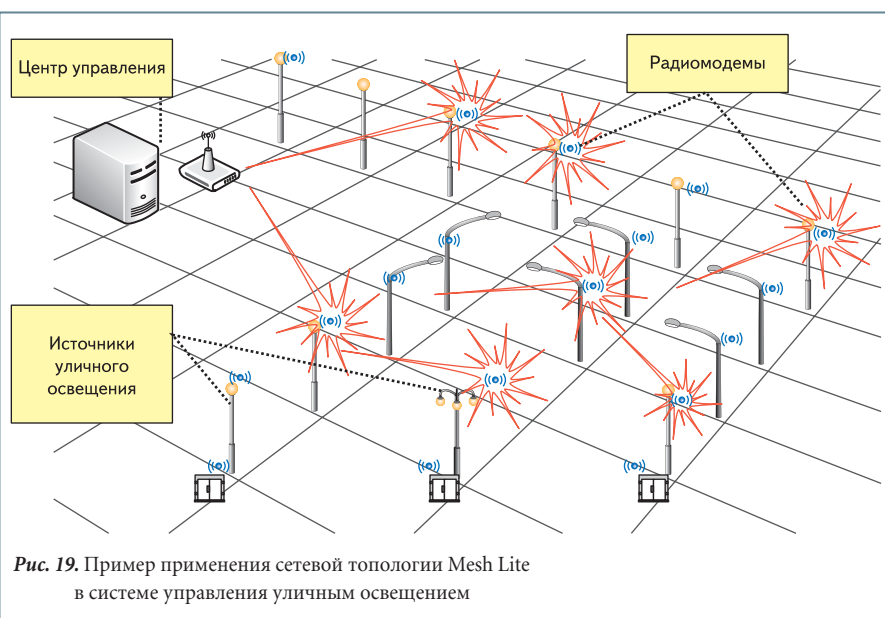 Центр управления
Радиомодемы
Источники
уличного
освещения
Рис. 19. Пример применения сетевой топологии Mesh Lite
в системе управления уличным освещением